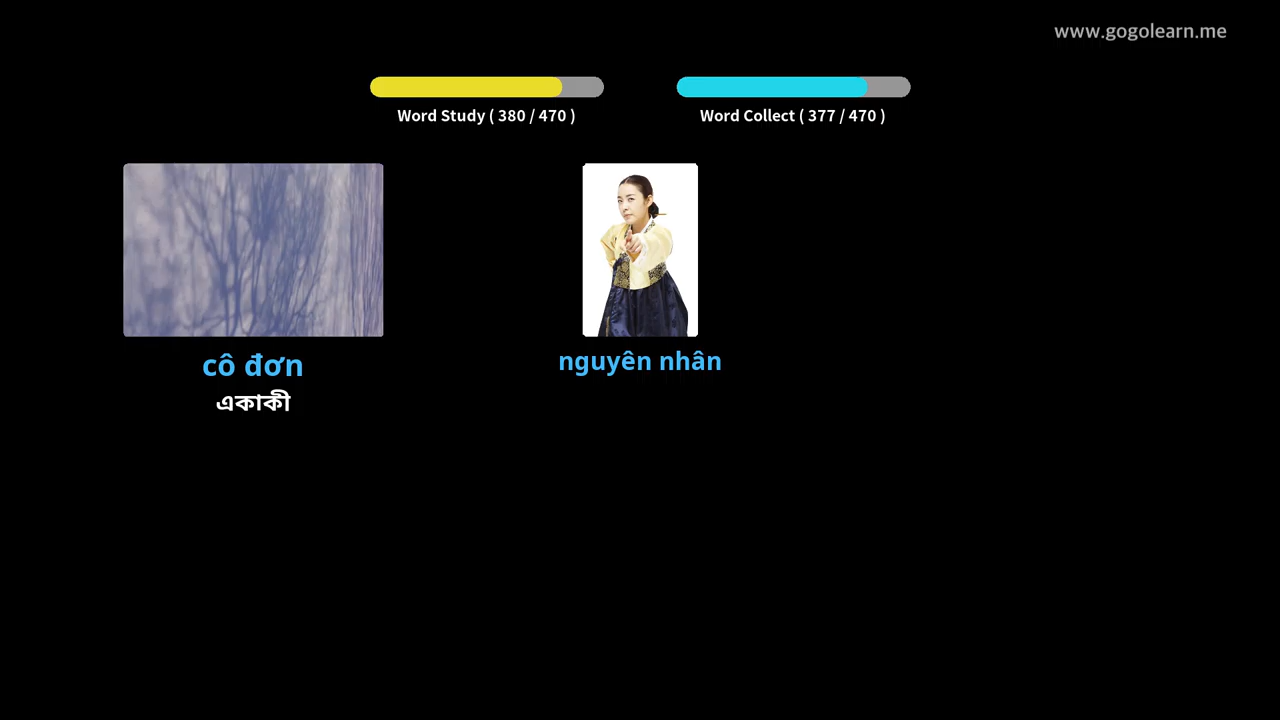 www.gogolearn.me
Word Study ( 380 / 470 )
Word Collect ( 377 / 470 )
cô đơn
একাকী
nguyên nhân